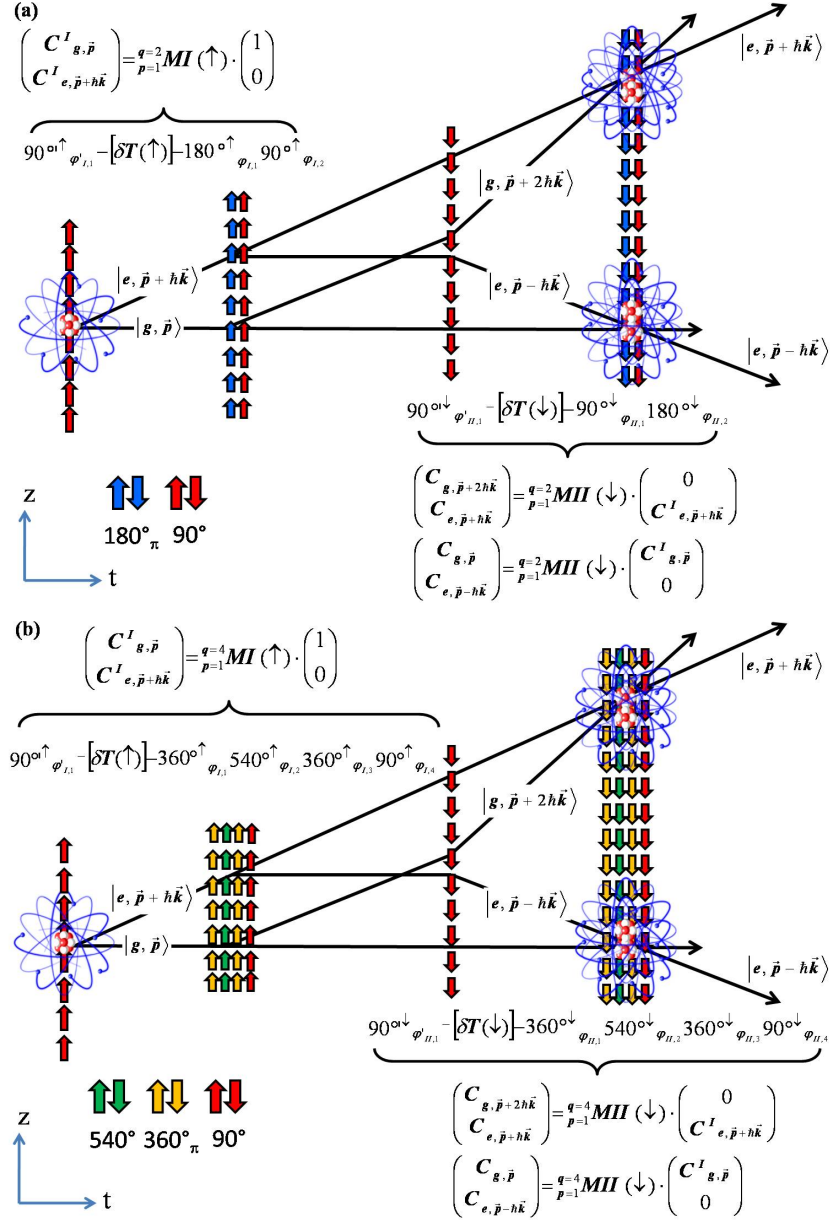 (a)
( C^I_{g,p⃗} ; C^I_{e,p⃗+ħk⃗} ) = ^{q=2}_{p=1}MI (↑) · ( 1 ; 0 )
90°'^↑_{φ'_{I,1}} – [δT(↑)] – 180°^↑_{φ_{I,1}} 90°^↑_{φ_{I,2}}
|e, p⃗ + ħk⃗⟩
|g, p⃗ + 2ħk⃗⟩
|e, p⃗ + ħk⃗⟩
|e, p⃗ − ħk⃗⟩
|g, p⃗⟩
|e, p⃗ − ħk⃗⟩
90°'^↓_{φ'_{II,1}} – [δT(↓)] – 90°^↓_{φ_{II,1}} 180°^↓_{φ_{II,2}}
( C_{g,p⃗+2ħk⃗} ; C_{e,p⃗+ħk⃗} ) = ^{q=2}_{p=1}MII (↓) · ( 0 ; C^I_{e,p⃗+ħk⃗} )
( C_{g,p⃗} ; C_{e,p⃗−ħk⃗} ) = ^{q=2}_{p=1}MII (↓) · ( C^I_{g,p⃗} ; 0 )
z
180°_π 90°
t
(b)
( C^I_{g,p⃗} ; C^I_{e,p⃗+ħk⃗} ) = ^{q=4}_{p=1}MI (↑) · ( 1 ; 0 )
|e, p⃗ + ħk⃗⟩
90°'^↑_{φ'_{I,1}} – [δT(↑)] – 360°^↑_{φ_{I,1}} 540°^↑_{φ_{I,2}} 360°^↑_{φ_{I,3}} 90°^↑_{φ_{I,4}}
|g, p⃗ + 2ħk⃗⟩
|e, p⃗ + ħk⃗⟩
|e, p⃗ − ħk⃗⟩
|g, p⃗⟩
|e, p⃗ − ħk⃗⟩
90°'^↓_{φ'_{II,1}} – [δT(↓)] – 360°^↓_{φ_{II,1}} 540°^↓_{φ_{II,2}} 360°^↓_{φ_{II,3}} 90°^↓_{φ_{II,4}}
( C_{g,p⃗+2ħk⃗} ; C_{e,p⃗+ħk⃗} ) = ^{q=4}_{p=1}MII (↓) · ( 0 ; C^I_{e,p⃗+ħk⃗} )
( C_{g,p⃗} ; C_{e,p⃗−ħk⃗} ) = ^{q=4}_{p=1}MII (↓) · ( C^I_{g,p⃗} ; 0 )
z
540° 360°_π 90°
t